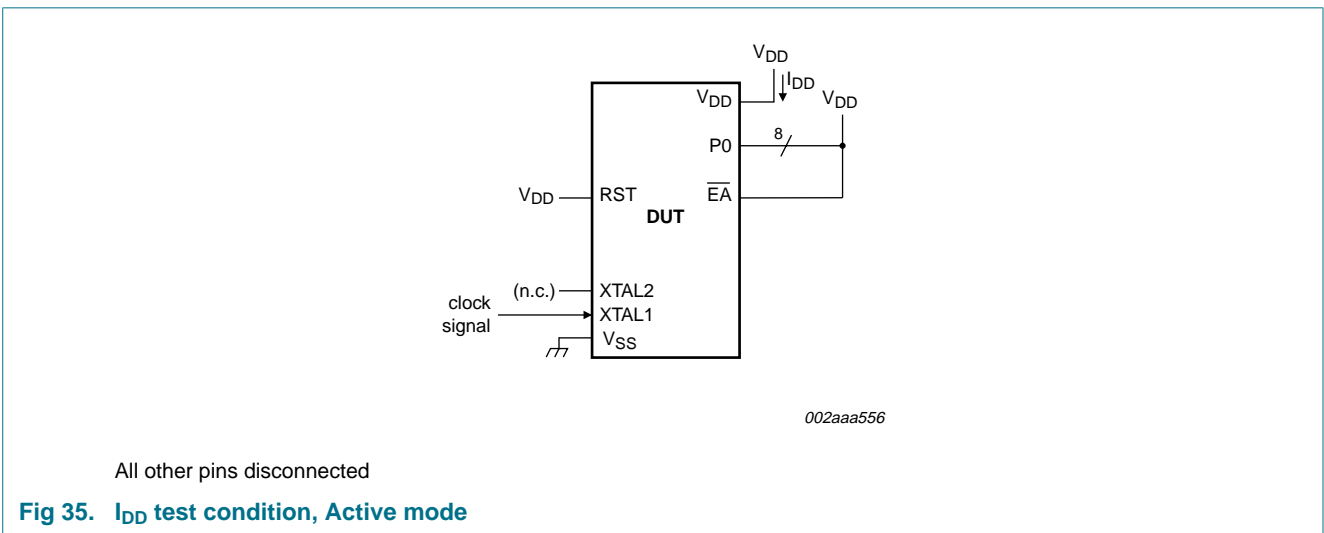 VDD
IDD
VDD
VDD
P0
8
VDD
RST
EA
DUT
(n.c.)
XTAL2
clock
signal
XTAL1
VSS
002aaa556
All other pins disconnected
Fig 35. IDD test condition, Active mode